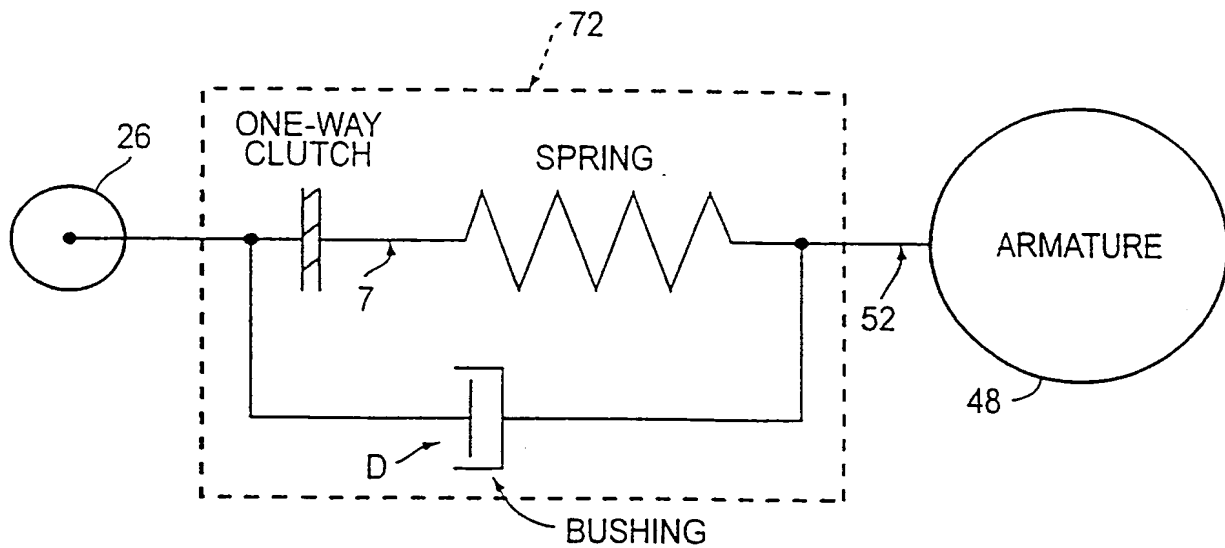 72
26
ONE-WAY
CLUTCH
SPRING
ARMATURE
7
52
48
D
BUSHING